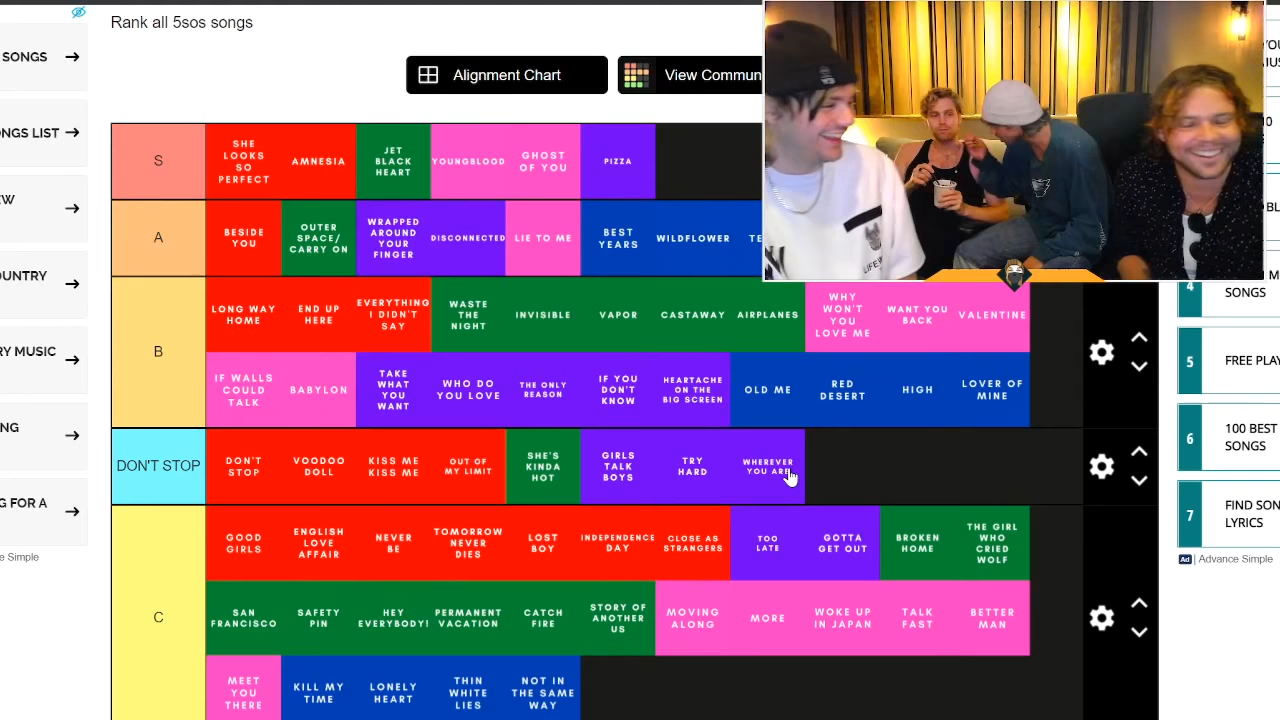 Rank all 5sos songs
SONGS
ONGS LIST
EW
OUNTRY
RY MUSIC
NG
NG FOR A
Advance Simple
Alignment Chart
View Commun
S
SHE
LOOKS
SO
PERFECT
AMNESIA
JET
BLACK
HEART
YOUNGBLOOD
GHOST
OF YOU
PIZZA
A
BESIDE
YOU
OUTER
SPACE/
CARRY ON
WRAPPED
AROUND
YOUR
FINGER
DISCONNECTED
LIE TO ME
BEST
YEARS
WILDFLOWER
TE
B
LONG WAY
HOME
END UP
HERE
EVERYTHING
I DIDN'T
SAY
WASTE
THE
NIGHT
INVISIBLE
VAPOR
CASTAWAY
AIRPLANES
WHY
WON'T
YOU
LOVE ME
WANT YOU
BACK
VALENTINE
IF WALLS
COULD
TALK
BABYLON
TAKE
WHAT
YOU
WANT
WHO DO
YOU LOVE
THE ONLY
REASON
IF YOU
DON'T
KNOW
HEARTACHE
ON THE
BIG SCREEN
OLD ME
RED
DESERT
HIGH
LOVER OF
MINE
DON'T STOP
DON'T
STOP
VOODOO
DOLL
KISS ME
KISS ME
OUT OF
MY LIMIT
SHE'S
KINDA
HOT
GIRLS
TALK
BOYS
TRY
HARD
WHEREVER
YOU ARE
C
GOOD
GIRLS
ENGLISH
LOVE
AFFAIR
NEVER
BE
TOMORROW
NEVER
DIES
LOST
BOY
INDEPENDENCE
DAY
CLOSE AS
STRANGERS
TOO
LATE
GOTTA
GET OUT
BROKEN
HOME
THE GIRL
WHO
CRIED
WOLF
SAN
FRANCISCO
SAFETY
PIN
HEY
EVERYBODY!
PERMANENT
VACATION
CATCH
FIRE
STORY OF
ANOTHER
US
MOVING
ALONG
MORE
WOKE UP
IN JAPAN
TALK
FAST
BETTER
MAN
MEET
YOU
THERE
KILL MY
TIME
LONELY
HEART
THIN
WHITE
LIES
NOT IN
THE SAME
WAY
4
SONGS
5
FREE PLAY
6
100 BEST
SONGS
7
FIND SON
LYRICS
Ad
Advance Simple